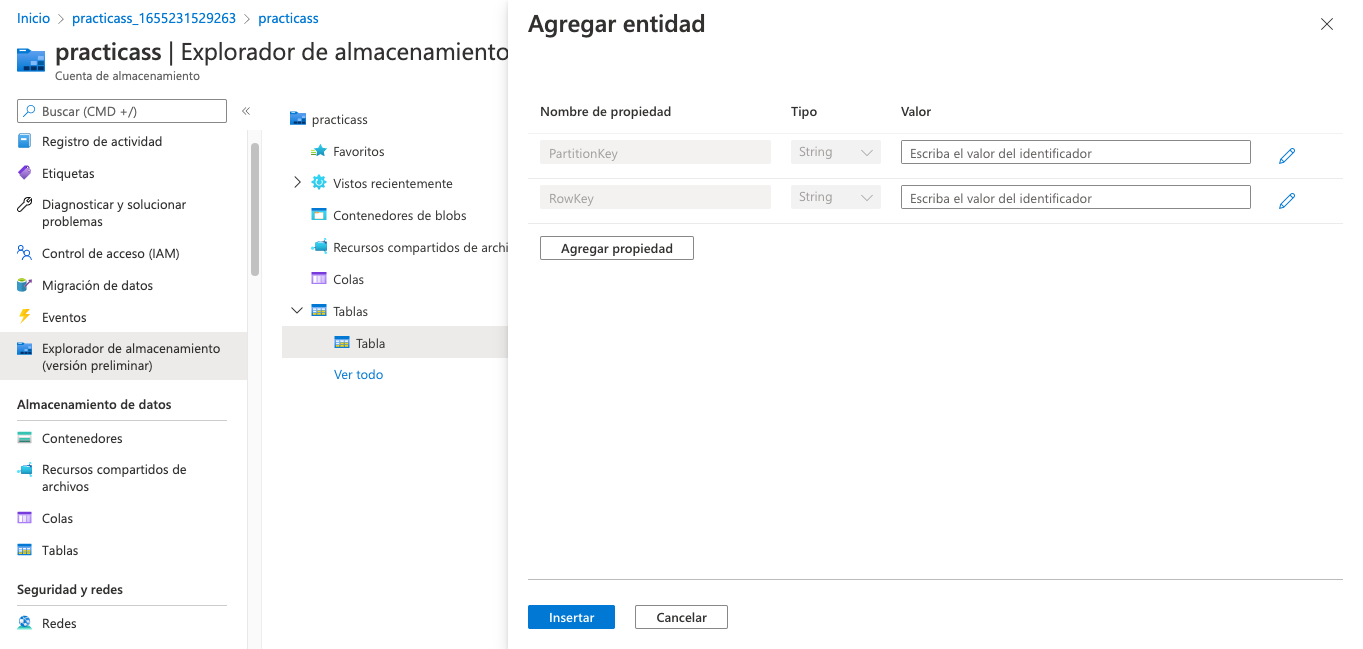 Inicio > practicass_1655231529263 > practicass
practicass | Explorador de almacenamiento
Cuenta de almacenamiento
Buscar (CMD +/)
«
Registro de actividad
Etiquetas
Diagnosticar y solucionar
problemas
Control de acceso (IAM)
Migración de datos
Eventos
Explorador de almacenamiento
(versión preliminar)
Almacenamiento de datos
Contenedores
Recursos compartidos de
archivos
Colas
Tablas
Seguridad y redes
Redes
practicass
Favoritos
Vistos recientemente
Contenedores de blobs
Recursos compartidos de archi
Colas
Tablas
Tabla
Ver todo
Agregar entidad
Nombre de propiedad Tipo Valor
PartitionKey String Escriba el valor del identificador
RowKey String Escriba el valor del identificador
Agregar propiedad
Insertar Cancelar